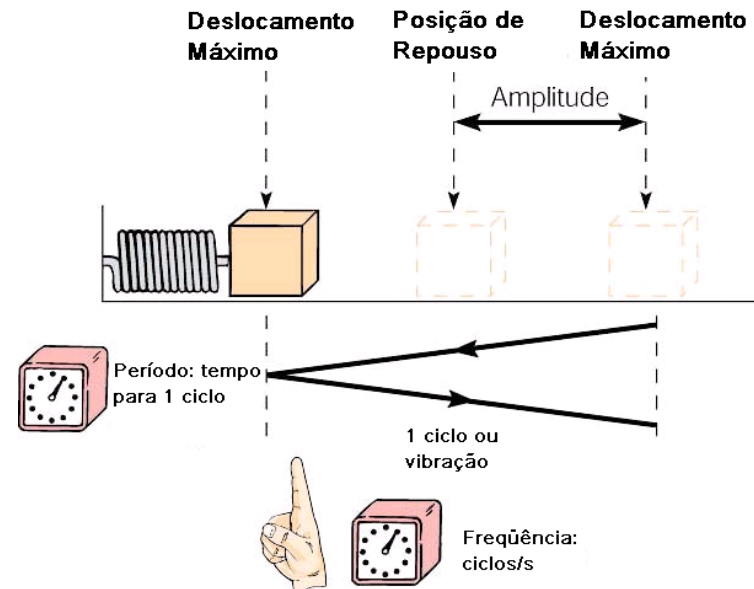 Deslocamento
Máximo
Posição de
Repouso
Deslocamento
Máximo
Amplitude
Período: tempo
para 1 ciclo
1 ciclo ou
vibração
Freqüência:
ciclos/s